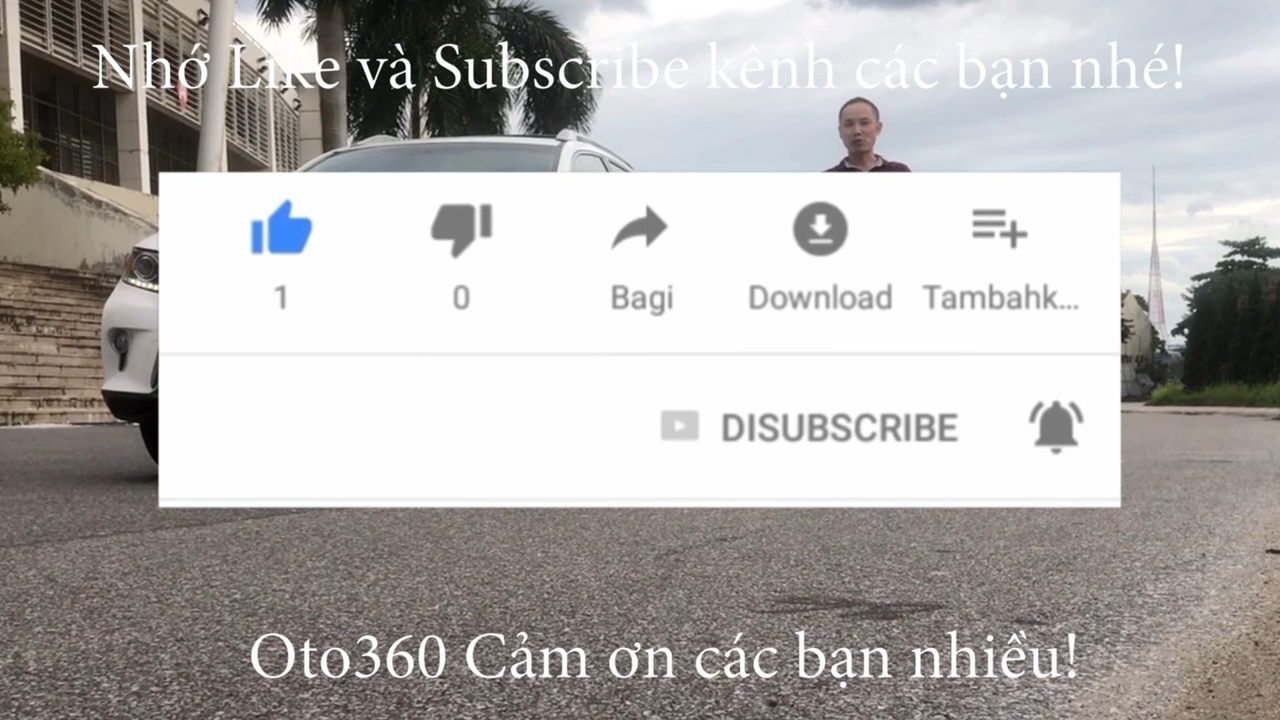 Nhớ Like và Subscribe kênh các bạn nhé!
1 0 Bagi Download Tambahk...
DISUBSCRIBE
Oto360 Cảm ơn các bạn nhiều!